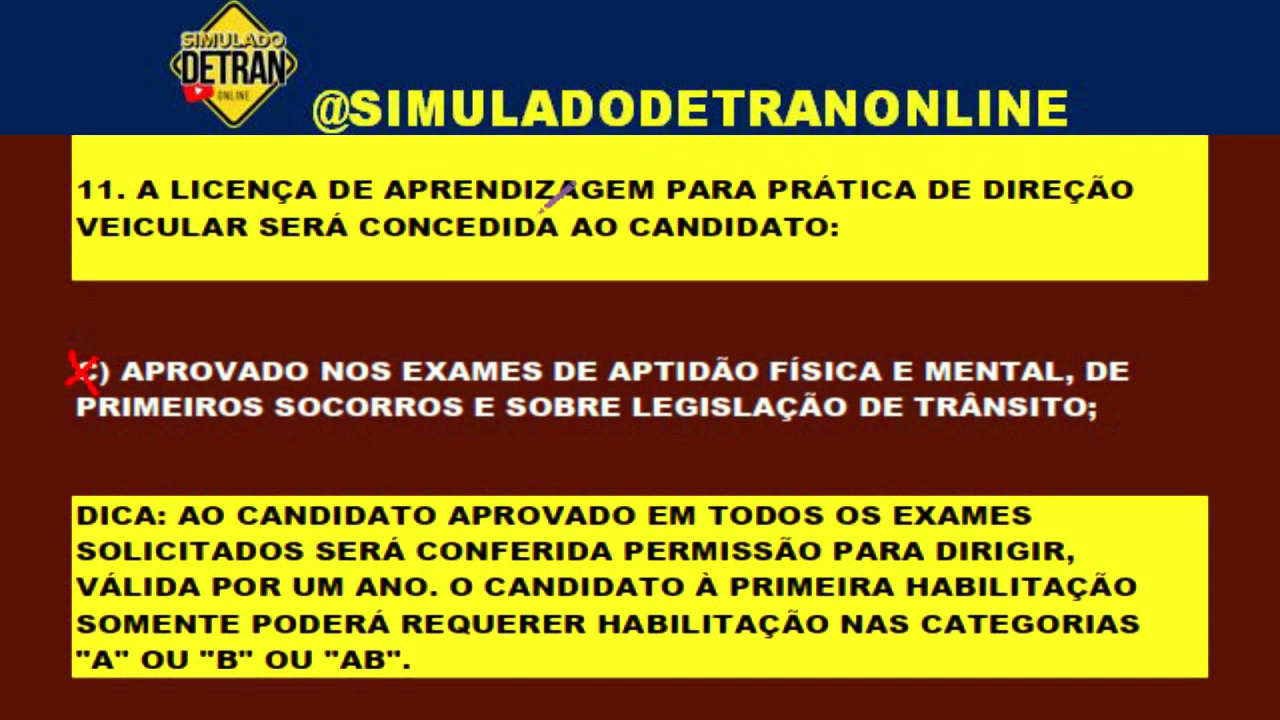 SIMULADO
DETRAN
ONLINE
@SIMULADODETRANONLINE
11. A LICENÇA DE APRENDIZAGEM PARA PRÁTICA DE DIREÇÃO
VEICULAR SERÁ CONCEDIDA AO CANDIDATO:
C) APROVADO NOS EXAMES DE APTIDÃO FÍSICA E MENTAL, DE
PRIMEIROS SOCORROS E SOBRE LEGISLAÇÃO DE TRÂNSITO;
DICA: AO CANDIDATO APROVADO EM TODOS OS EXAMES
SOLICITADOS SERÁ CONFERIDA PERMISSÃO PARA DIRIGIR,
VÁLIDA POR UM ANO. O CANDIDATO À PRIMEIRA HABILITAÇÃO
SOMENTE PODERÁ REQUERER HABILITAÇÃO NAS CATEGORIAS
"A" OU "B" OU "AB".